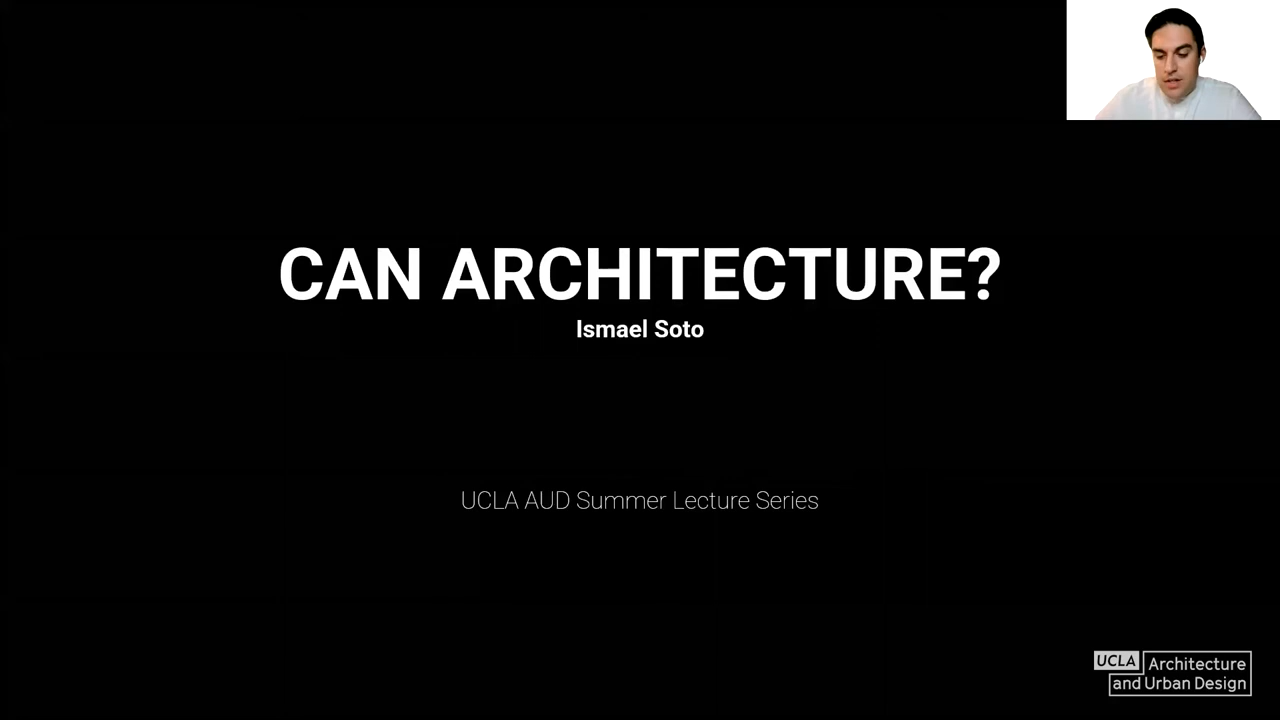 CAN ARCHITECTURE?
Ismael Soto
UCLA AUD Summer Lecture Series
UCLA Architecture
and Urban Design